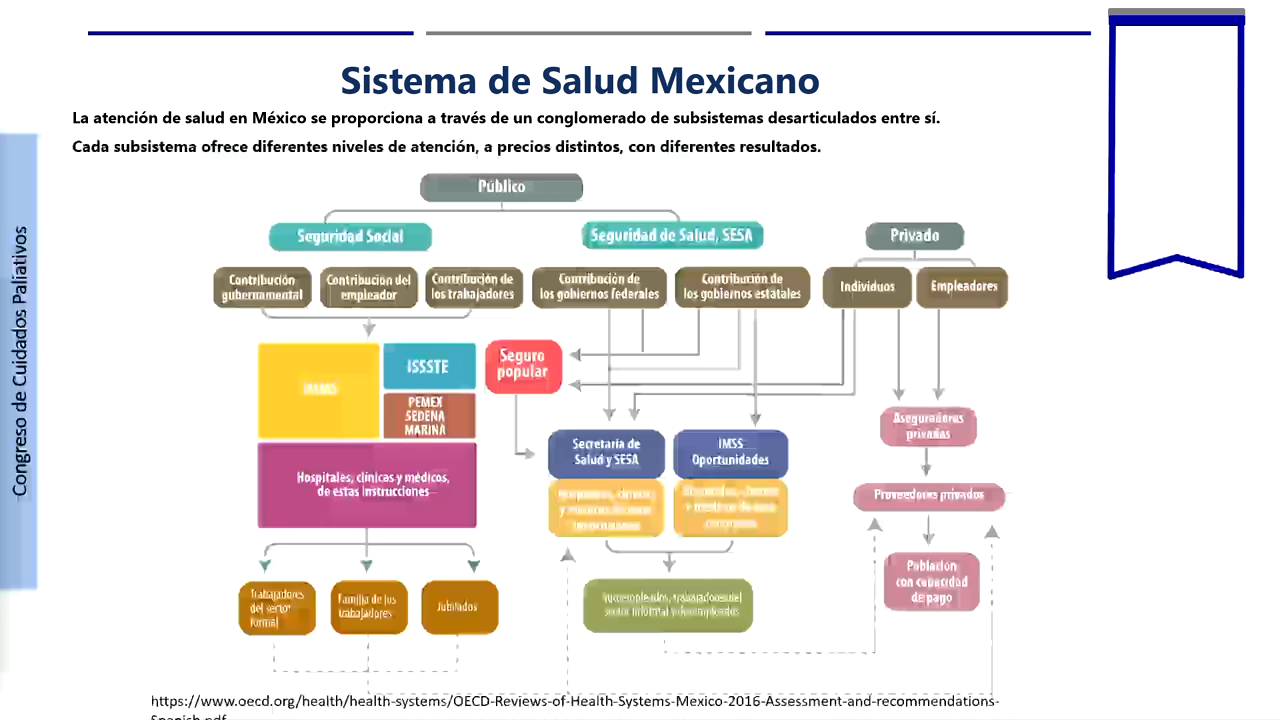 Sistema de Salud Mexicano
La atención de salud en México se proporciona a través de un conglomerado de subsistemas desarticulados entre sí.
Cada subsistema ofrece diferentes niveles de atención, a precios distintos, con diferentes resultados.
Congreso de Cuidados Paliativos
Público
Seguridad Social
Seguridad de Salud, SESA
Privado
Contribución
gubernamental
Contribución del
empleador
Contribución de
los trabajadores
Contribución de
los gobiernos federales
Contribución de
los gobiernos estatales
Individuos
Empleadores
ISSSTE
PEMEX
SEDENA
MARINA
Seguro
popular
Hospitales, clínicas y médicos,
de estas instrucciones
Secretaría de
Salud y SESA
IMSS
Oportunidades
Aseguradoras
privadas
Proveedores privados
Población
con capacidad
de pago
Trabajadores
del sector
formal
Familia de los
trabajadores
Jubilados
https://www.oecd.org/health/health-systems/OECD-Reviews-of-Health-Systems-Mexico-2016-Assessment-and-recommendations-
Spanish.pdf